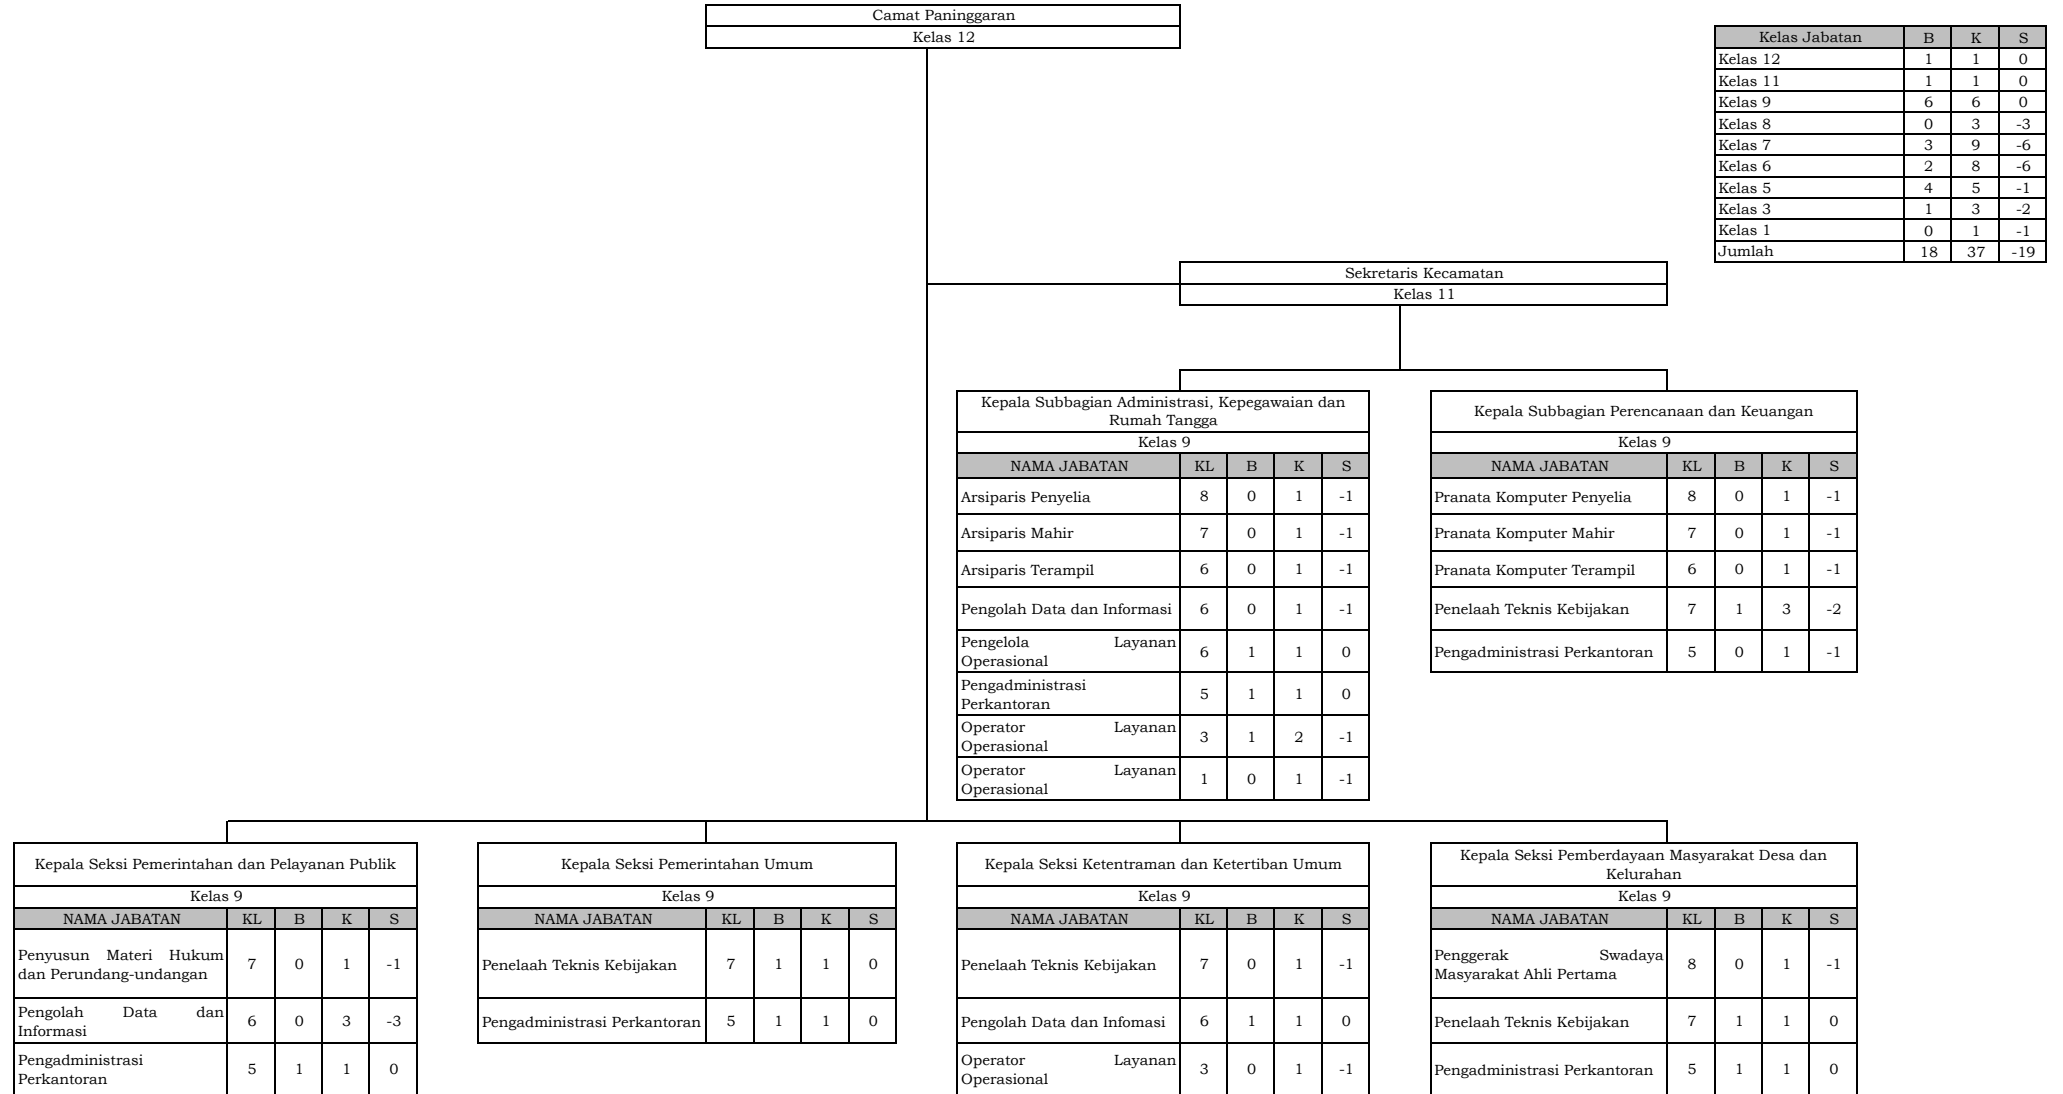 Camat Paninggaran
Kelas 12
Kelas Jabatan B K S
Kelas 12 1 1 0
Kelas 11 1 1 0
Kelas 9 6 6 0
Kelas 8 0 3 -3
Kelas 7 3 9 -6
Kelas 6 2 8 -6
Kelas 5 4 5 -1
Kelas 3 1 3 -2
Kelas 1 0 1 -1
Jumlah 18 37 -19
Sekretaris Kecamatan
Kelas 11
Kepala Subbagian Administrasi, Kepegawaian dan
Rumah Tangga
Kelas 9
NAMA JABATAN KL B K S
Arsiparis Penyelia 8 0 1 -1
Arsiparis Mahir 7 0 1 -1
Arsiparis Terampil 6 0 1 -1
Pengolah Data dan Informasi 6 0 1 -1
Pengelola Layanan
Operasional 6 1 1 0
Pengadministrasi
Perkantoran 5 1 1 0
Operator Layanan
Operasional 3 1 2 -1
Operator Layanan
Operasional 1 0 1 -1
Kepala Subbagian Perencanaan dan Keuangan
Kelas 9
NAMA JABATAN KL B K S
Pranata Komputer Penyelia 8 0 1 -1
Pranata Komputer Mahir 7 0 1 -1
Pranata Komputer Terampil 6 0 1 -1
Penelaah Teknis Kebijakan 7 1 3 -2
Pengadministrasi Perkantoran 5 0 1 -1
Kepala Seksi Pemerintahan dan Pelayanan Publik
Kelas 9
NAMA JABATAN KL B K S
Penyusun Materi Hukum
dan Perundang-undangan 7 0 1 -1
Pengolah Data dan
Informasi 6 0 3 -3
Pengadministrasi
Perkantoran 5 1 1 0
Kepala Seksi Pemerintahan Umum
Kelas 9
NAMA JABATAN KL B K S
Penelaah Teknis Kebijakan 7 1 1 0
Pengadministrasi Perkantoran 5 1 1 0
Kepala Seksi Ketentraman dan Ketertiban Umum
Kelas 9
NAMA JABATAN KL B K S
Penelaah Teknis Kebijakan 7 0 1 -1
Pengolah Data dan Infomasi 6 1 1 0
Operator Layanan
Operasional 3 0 1 -1
Kepala Seksi Pemberdayaan Masyarakat Desa dan
Kelurahan
Kelas 9
NAMA JABATAN KL B K S
Penggerak Swadaya
Masyarakat Ahli Pertama 8 0 1 -1
Penelaah Teknis Kebijakan 7 1 1 0
Pengadministrasi Perkantoran 5 1 1 0